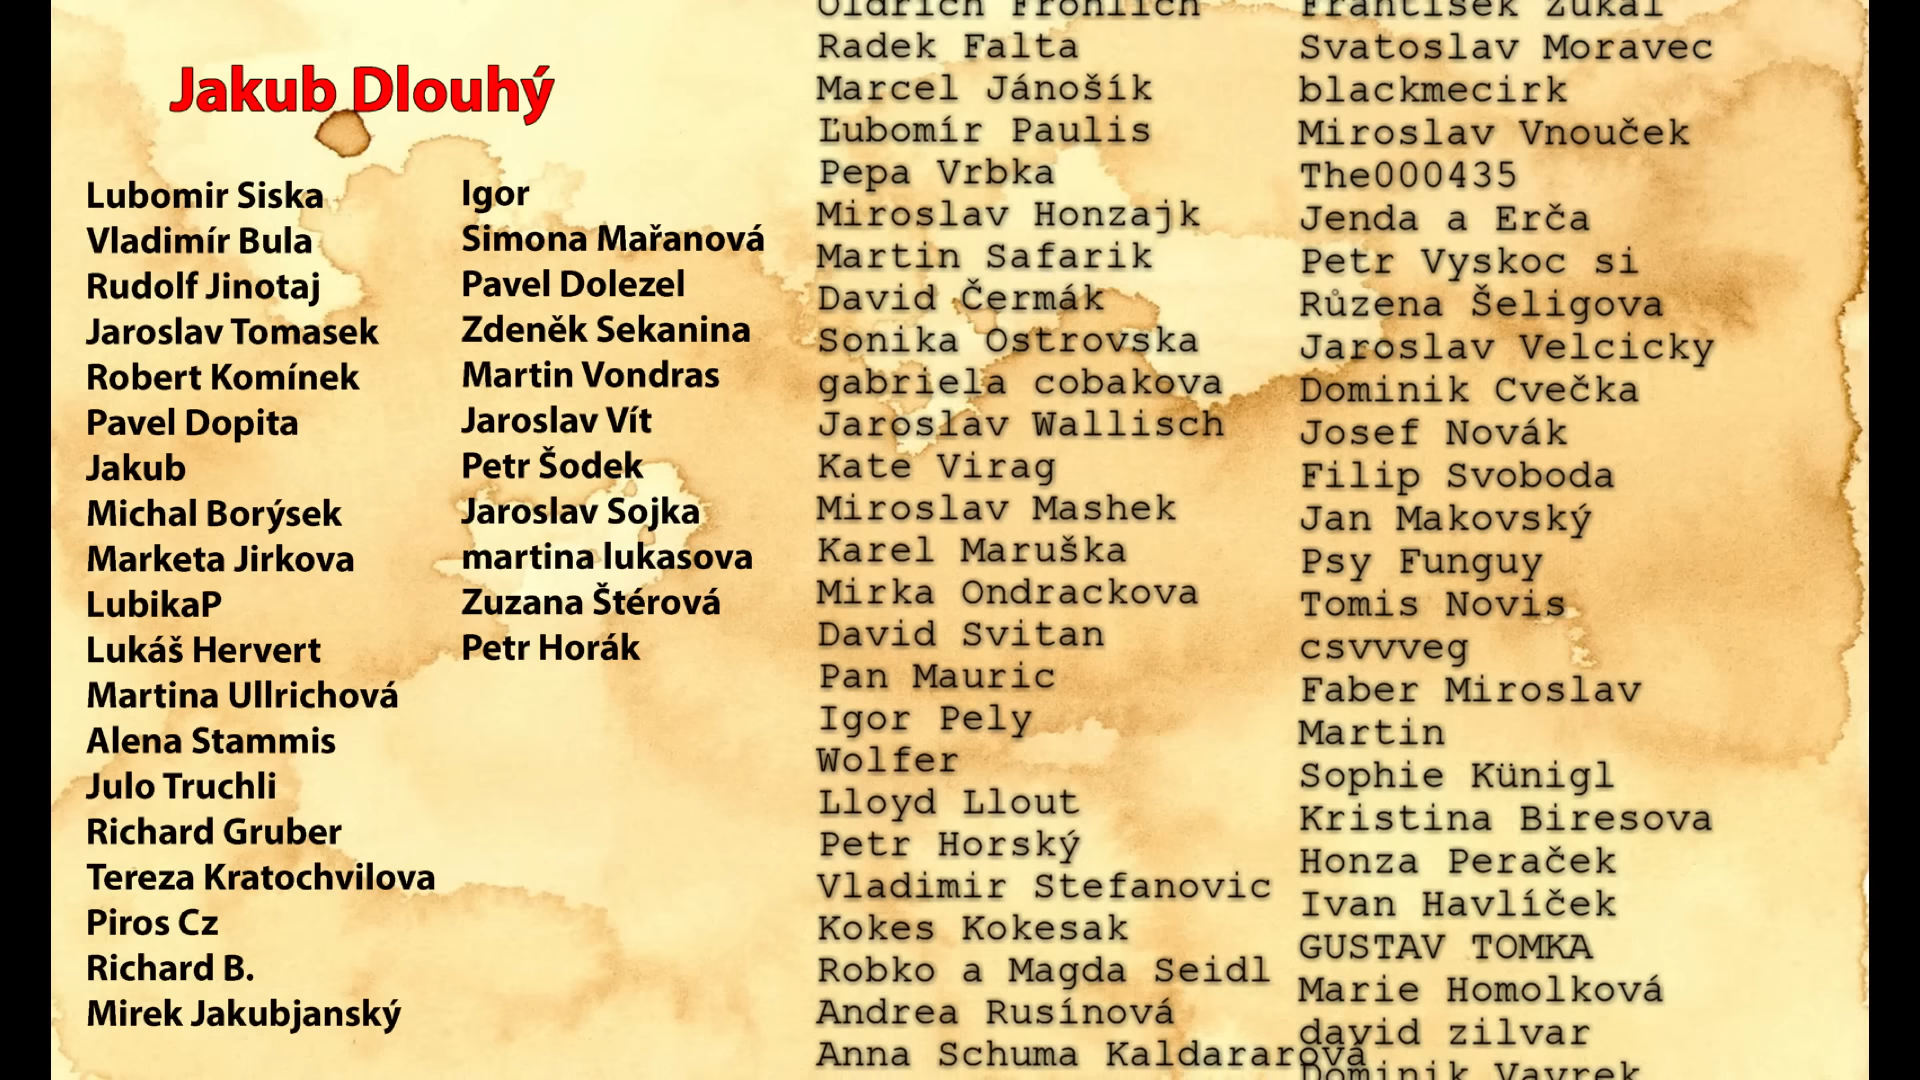 Jakub Dlouhý
Lubomir Siska
Vladimír Bula
Rudolf Jinotaj
Jaroslav Tomasek
Robert Komínek
Pavel Dopita
Jakub
Michal Borýsek
Marketa Jirkova
LubikaP
Lukáš Hervert
Martina Ullrichová
Alena Stammis
Julo Truchli
Richard Gruber
Tereza Kratochvilova
Piros Cz
Richard B.
Mirek Jakubjanský
Igor
Simona Mařanová
Pavel Dolezel
Zdeněk Sekanina
Martin Vondras
Jaroslav Vít
Petr Šodek
Jaroslav Sojka
martina lukasova
Zuzana Štérová
Petr Horák
Oldrich Frohlich
Radek Falta
Marcel Jánošík
Ľubomír Paulis
Pepa Vrbka
Miroslav Honzajk
Martin Safarik
David Čermák
Sonika Ostrovska
gabriela cobakova
Jaroslav Wallisch
Kate Virag
Miroslav Mashek
Karel Maruška
Mirka Ondrackova
David Svitan
Pan Mauric
Igor Pely
Wolfer
Lloyd Llout
Petr Horský
Vladimir Stefanovic
Kokes Kokesak
Robko a Magda Seidl
Andrea Rusínová
Anna Schuma Kaldararová
František Zukal
Svatoslav Moravec
blackmecirk
Miroslav Vnouček
The000435
Jenda a Erča
Petr Vyskoc si
Růzena Šeligova
Jaroslav Velcicky
Dominik Cvečka
Josef Novák
Filip Svoboda
Jan Makovský
Psy Funguy
Tomis Novis
csvvveg
Faber Miroslav
Martin
Sophie Künigl
Kristina Biresova
Honza Peraček
Ivan Havlíček
GUSTAV TOMKA
Marie Homolková
david zilvar
Dominik Vavrek